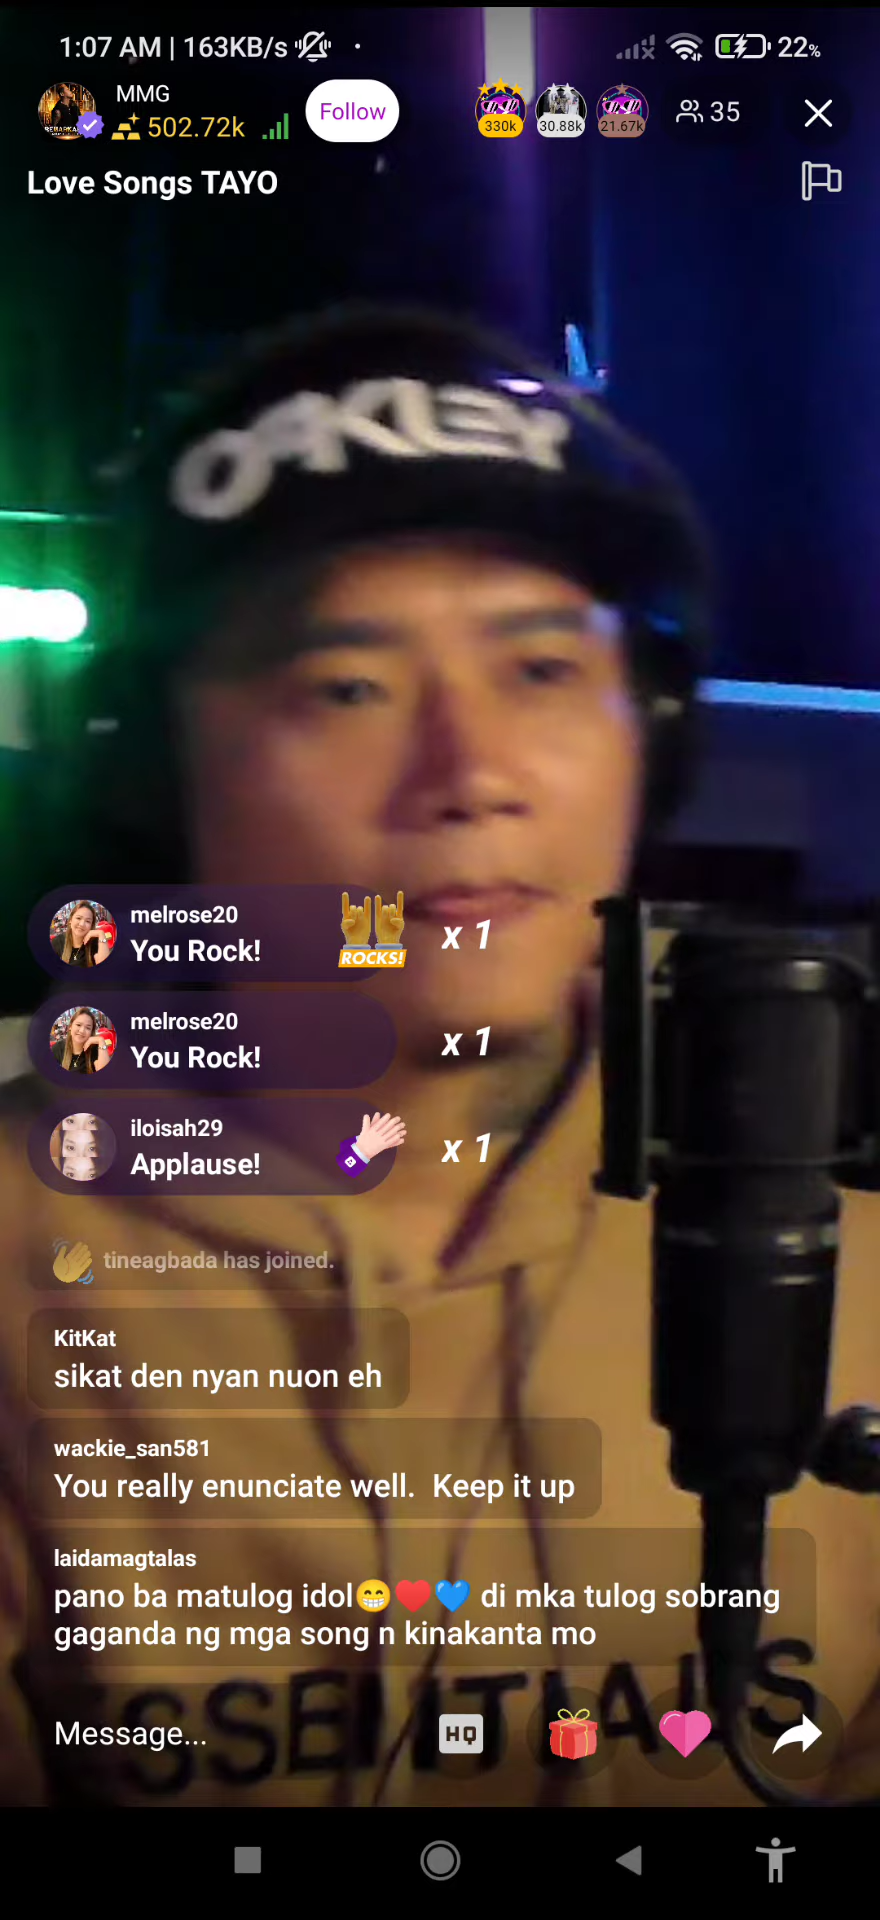 1:07 AM | 163KB/s
22%
MMG
502.72k
Follow
330k
30.88k
21.67k
35
Love Songs TAYO
OAKLEY
melrose20
You Rock!
ROCKS!
x 1
melrose20
You Rock!
x 1
iloisah29
Applause!
x 1
tineagbada has joined.
KitKat
sikat den nyan nuon eh
wackie_san581
You really enunciate well. Keep it up
laidamagtalas
pano ba matulog idol😁♥️💙 di mka tulog sobrang
gaganda ng mga song n kinakanta mo
SSENTIALS
Message...
HQ